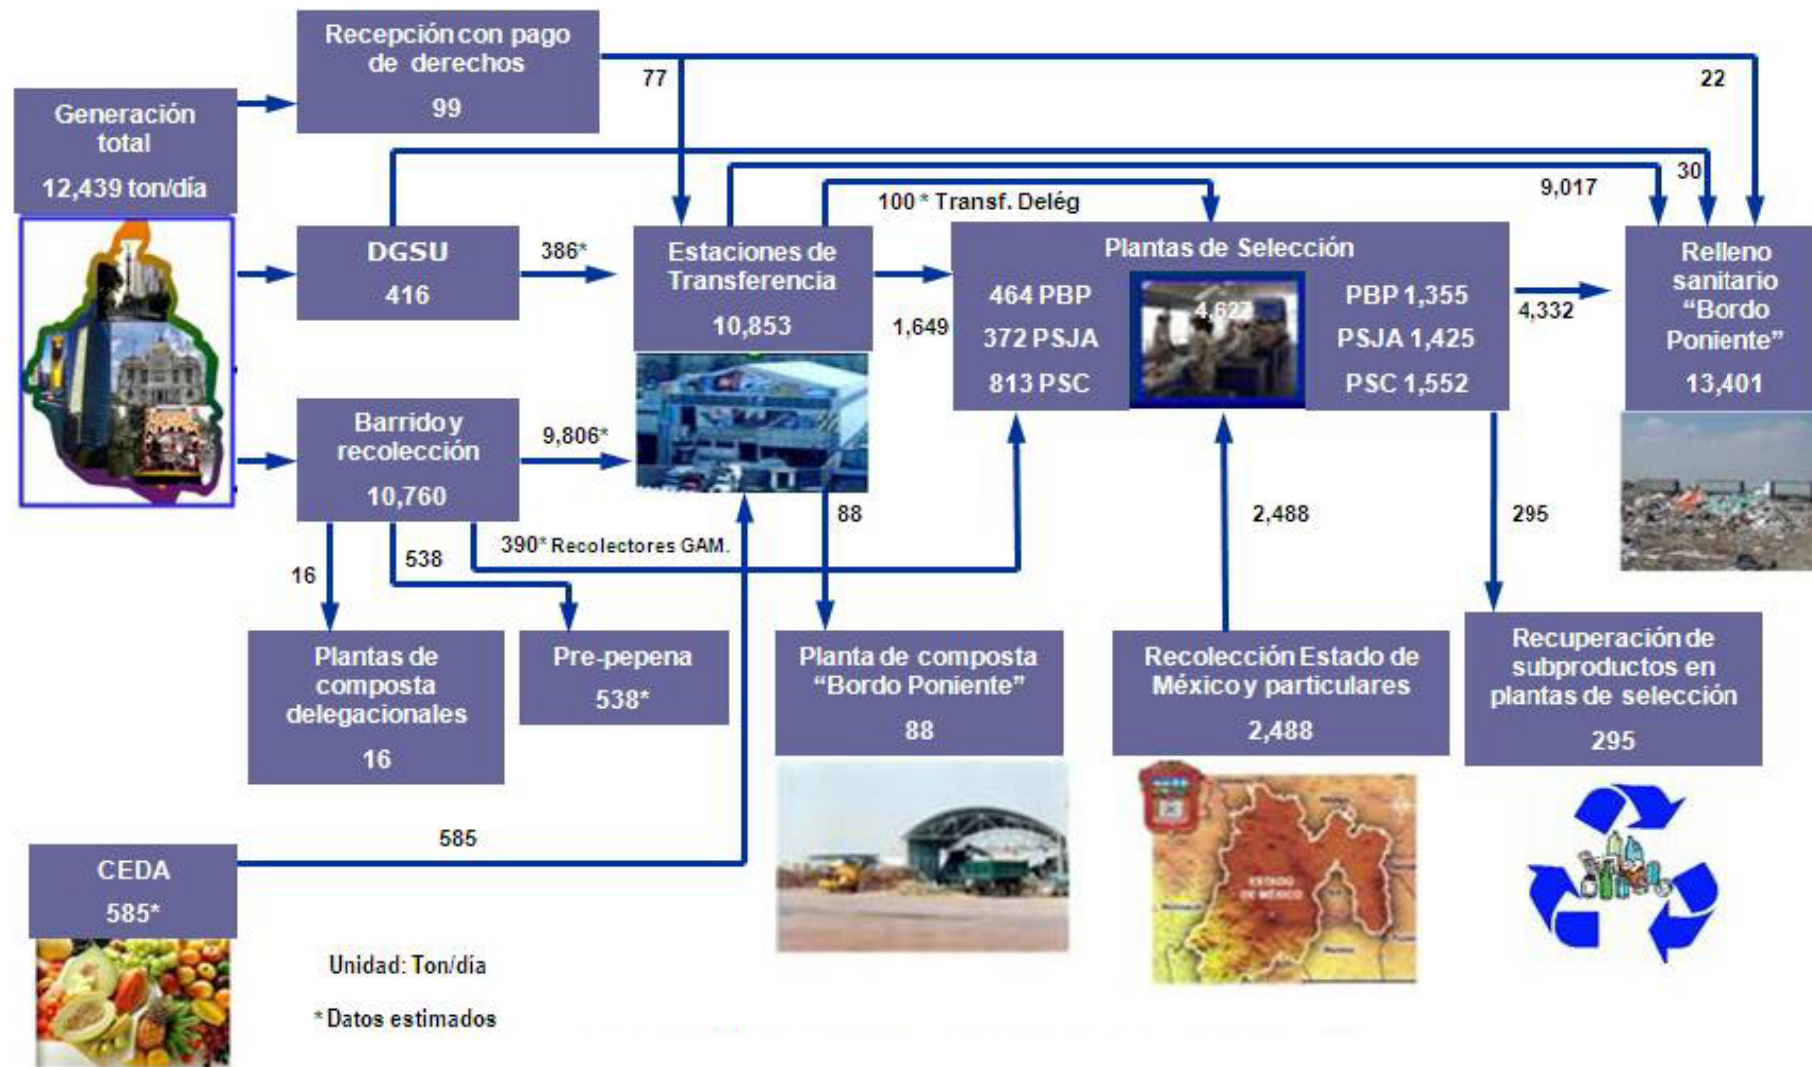 Recepción con pago
de derechos
99
77
22
Generación
total
12,439 ton/día
30
9,017
100 * Transf. Delég
DGSU
416
386*
Estaciones de
Transferencia
10,853
1,649
Plantas de Selección
464 PBP
372 PSJA
813 PSC
4,627
PBP 1,355
PSJA 1,425
PSC 1,552
4,332
Relleno
sanitario
“Bordo
Poniente”
13,401
Barrido y
recolección
10,760
9,806*
88
2,488
295
390* Recolectores GAM.
538
16
Plantas de
composta
delegacionales
16
Pre-pepena
538*
Planta de composta
“Bordo Poniente”
88
Recolección Estado de
México y particulares
2,488
Recuperación de
subproductos en
plantas de selección
295
585
CEDA
585*
ESTADO
DE MÉXICO
Unidad: Ton/día
* Datos estimados